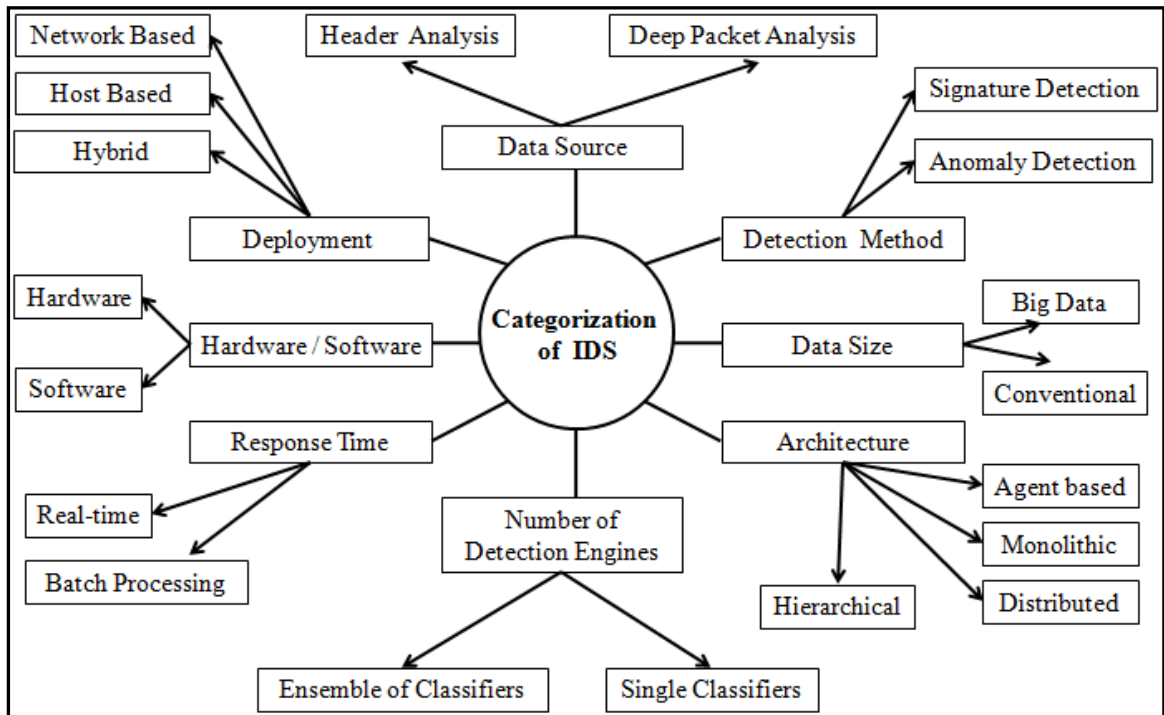 Network Based
Header Analysis
Deep Packet Analysis
Host Based
Signature Detection
Hybrid
Data Source
Anomaly Detection
Deployment
Detection Method
Hardware
Big Data
Categorization
of IDS
Hardware / Software
Data Size
Software
Conventional
Response Time
Architecture
Agent based
Real-time
Number of
Detection Engines
Monolithic
Batch Processing
Hierarchical
Distributed
Ensemble of Classifiers
Single Classifiers